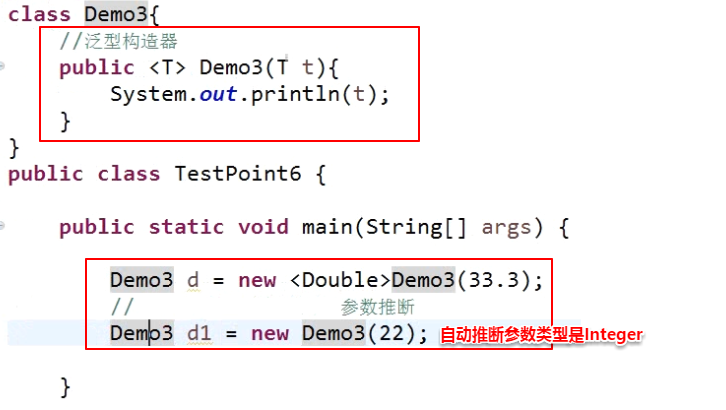 class Demo3{
//泛型构造器
public <T> Demo3(T t){
System.out.println(t);
}
}
public class TestPoint6 {
public static void main(String[] args) {
Demo3 d = new <Double>Demo3(33.3);
// 参数推断
Demo3 d1 = new Demo3(22); 自动推断参数类型是Integer
}